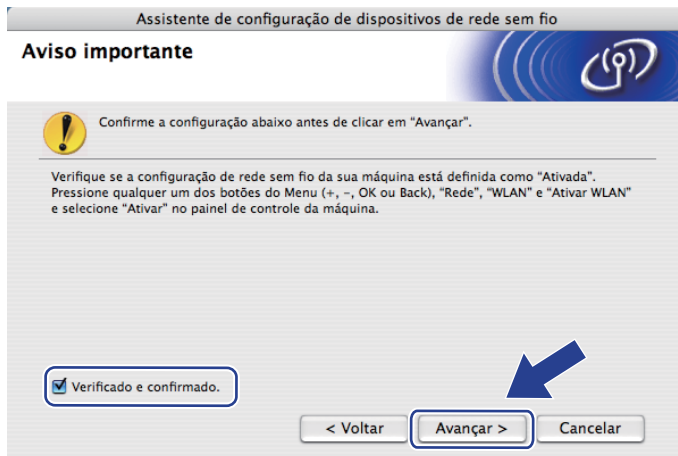 Assistente de configuração de dispositivos de rede sem fio
Aviso importante
Confirme a configuração abaixo antes de clicar em “Avançar”.
Verifique se a configuração de rede sem fio da sua máquina está definida como “Ativada”.
Pressione qualquer um dos botões do Menu (+, –, OK ou Back), “Rede”, “WLAN” e “Ativar WLAN”
e selecione “Ativar” no painel de controle da máquina.
Verificado e confirmado.
< Voltar
Avançar >
Cancelar